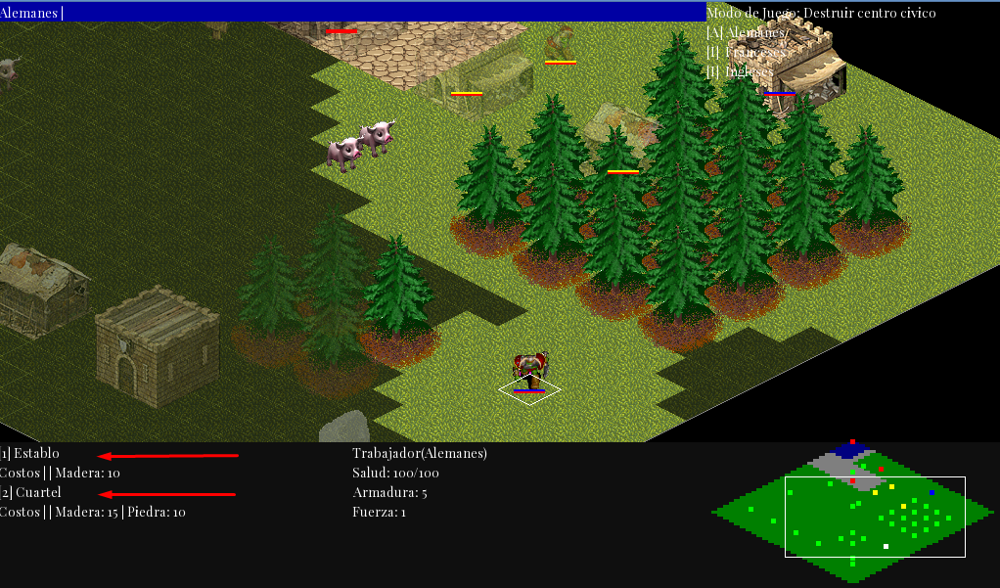 Alemanes |
Modo de Juego: Destruir centro civico
[A] Alemanes/
[I] Franceses
[I] Ingleses
[1] Establo
Costos || Madera: 10
[2] Cuartel
Costos || Madera: 15 | Piedra: 10
Trabajador(Alemanes)
Salud: 100/100
Armadura: 5
Fuerza: 1